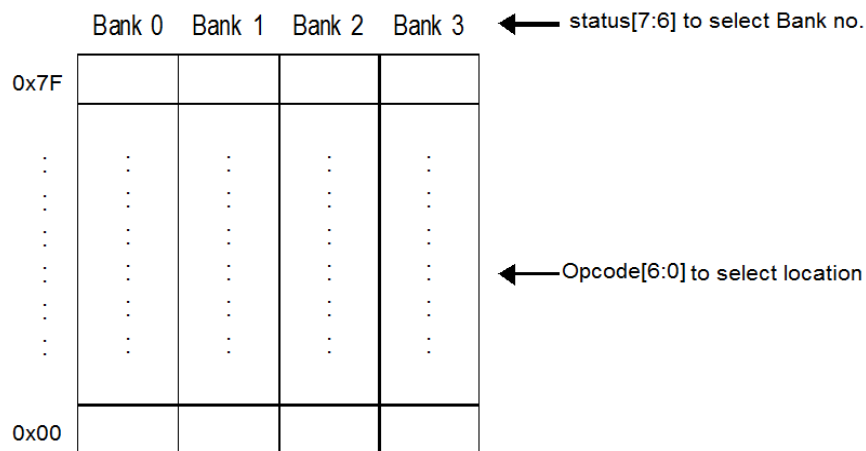 Bank 0 Bank 1 Bank 2 Bank 3 status[7:6] to select Bank no.
0x7F
Opcode[6:0] to select location
0x00